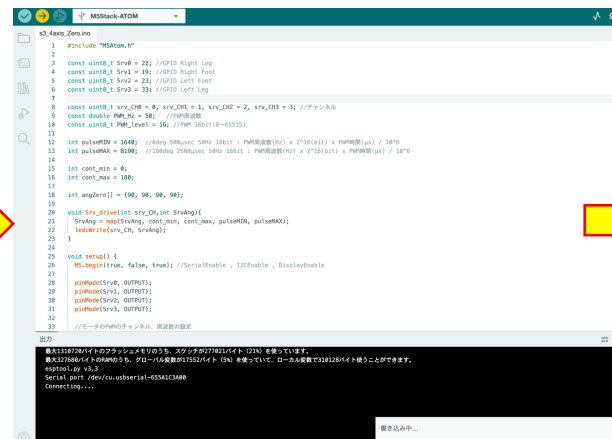 M5Stack-ATOM
s3_4axis_Zero.ino
1 #include "M5Atom.h"
2
3 const uint8_t Srv0 = 22; //GPIO Right Leg
4 const uint8_t Srv1 = 19; //GPIO Right Foot
5 const uint8_t Srv2 = 23; //GPIO Left Foot
6 const uint8_t Srv3 = 33; //GPIO Left Leg
7
8 const uint8_t srv_CH0 = 0, srv_CH1 = 1, srv_CH2 = 2, srv_CH3 = 3; //チャンネル
9 const double PWM_Hz = 50; //PWM周波数
10 const uint8_t PWM_level = 16; //PWM 16bit(0~65535)
11
12 int pulseMIN = 1640; //0deg 500μsec 50Hz 16bit : PWM周波数(Hz) x 2^16(bit) x PWM時間(μs) / 10^6
13 int pulseMAX = 8190; //180deg 2500μsec 50Hz 16bit : PWM周波数(Hz) x 2^16(bit) x PWM時間(μs) / 10^6
14
15 int cont_min = 0;
16 int cont_max = 180;
17
18 int angZero[] = {90, 90, 90, 90};
19
20 void Srv_drive(int srv_CH,int SrvAng){
21 SrvAng = map(SrvAng, cont_min, cont_max, pulseMIN, pulseMAX);
22 ledcWrite(srv_CH, SrvAng);
23 }
24
25 void setup() {
26 M5.begin(true, false, true); //SerialEnable , I2CEnable , DisplayEnable
27
28 pinMode(Srv0, OUTPUT);
29 pinMode(Srv1, OUTPUT);
30 pinMode(Srv2, OUTPUT);
31 pinMode(Srv3, OUTPUT);
32
33 //モータのPWMのチャンネル、周波数の設定
出力
最大1310720バイトのフラッシュメモリのうち、スケッチが277021バイト（21%）を使っています。
最大327680バイトのRAMのうち、グローバル変数が17552バイト（5%）を使っていて、ローカル変数で310128バイト使うことができます。
esptool.py v3.3
Serial port /dev/cu.usbserial-655A1C3A00
Connecting....
書き込み中...